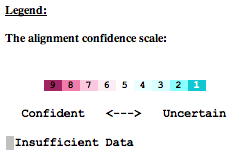 Legend:
The alignment confidence scale:
9 8 7 6 5 4 3 2 1
Confident <---> Uncertain
Insufficient Data